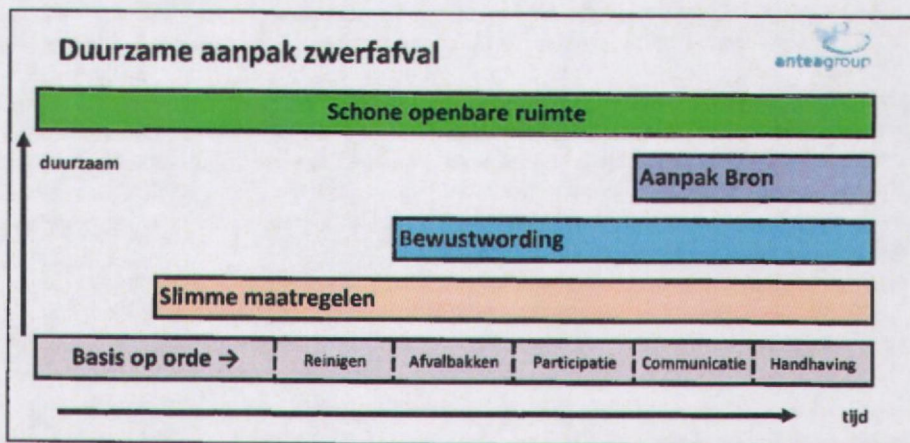 Duurzame aanpak zwerfafval
anteagroup
Schone openbare ruimte
duurzaam
Aanpak Bron
Bewustwording
Slimme maatregelen
Basis op orde → Reinigen Afvalbakken Participatie Communicatie Handhaving
tijd